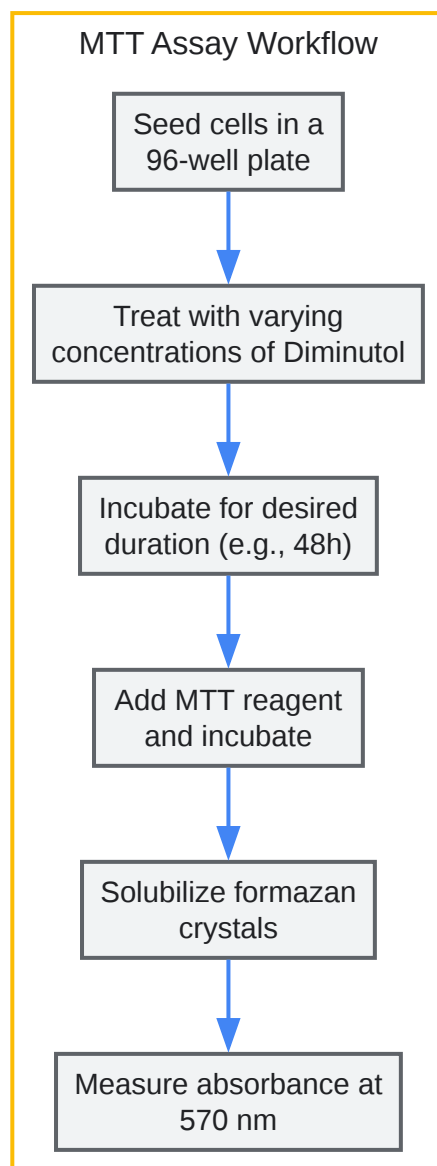 MTT Assay Workflow
Seed cells in a
96-well plate
Treat with varying
concentrations of Diminutol
Incubate for desired
duration (e.g., 48h)
Add MTT reagent
and incubate
Solubilize formazan
crystals
Measure absorbance at
570 nm